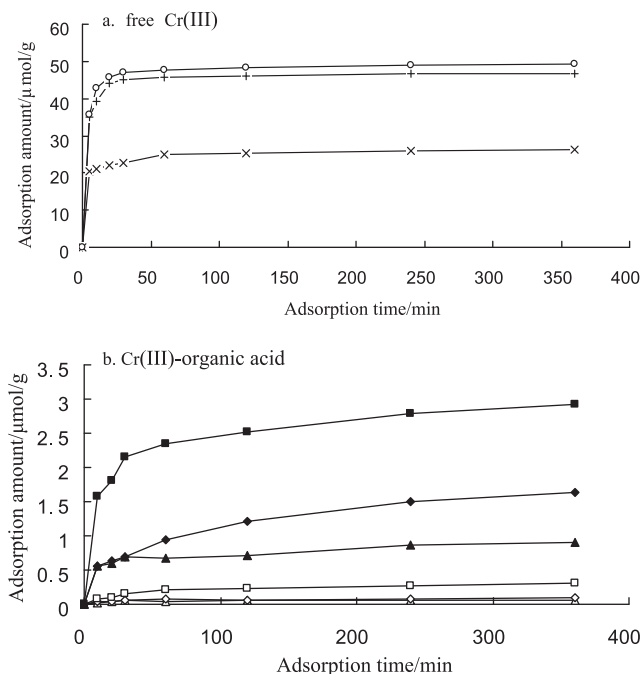 a. free Cr(III)
Adsorption amount/μmol/g
60
50
40
30
20
10
0
0 50 100 150 200 250 300 350 400
Adsorption time/min
b. Cr(III)-organic acid
Adsorption amount/μmol/g
3.5
3
2.5
2
1.5
1
0.5
0
0 100 200 300 400
Adsorption time/min